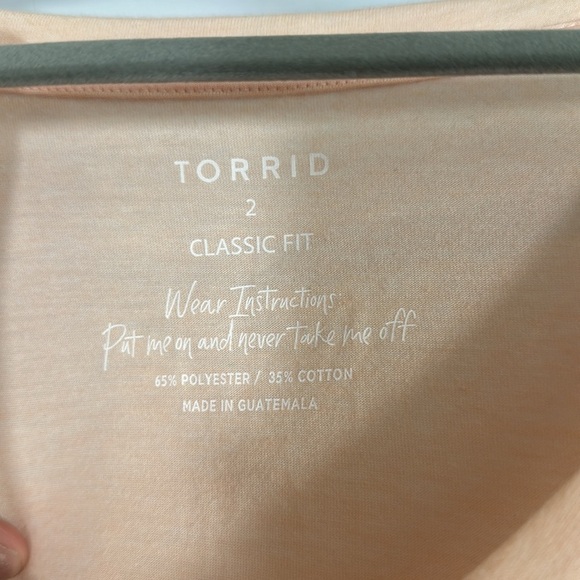 TORRID
2
CLASSIC FIT
Wear Instructions:
Put me on and never take me off
65% POLYESTER / 35% COTTON
MADE IN GUATEMALA